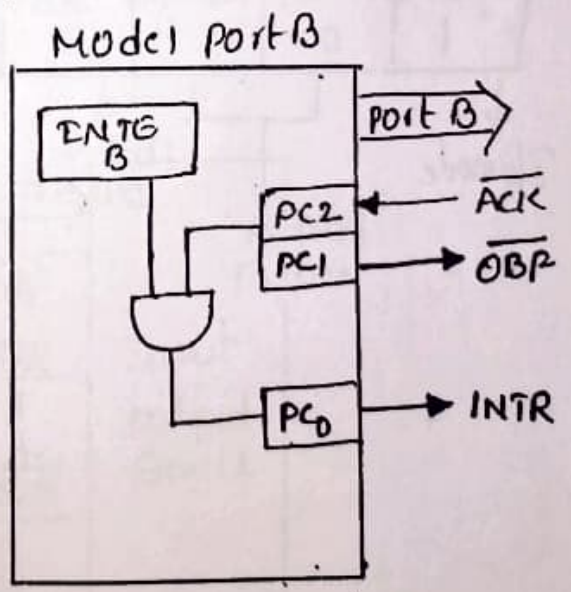 Model port B
INTE
B
port B
PC2
ACK
PC1
OBF
PC0
INTR